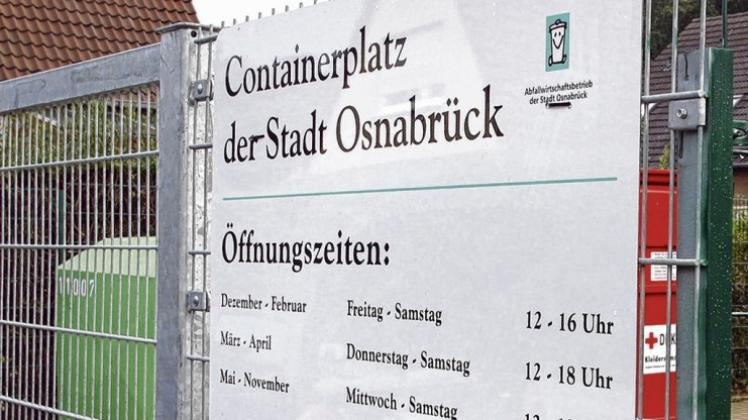 Containerplatz
der Stadt Osnabrück
Abfallwirtschaftsbetrieb
der Stadt Osnabrück
Öffnungszeiten:
Dezember - Februar Freitag - Samstag 12 - 16 Uhr
März - April Donnerstag - Samstag 12 - 18 Uhr
Mai - November Mittwoch - Samstag
11007